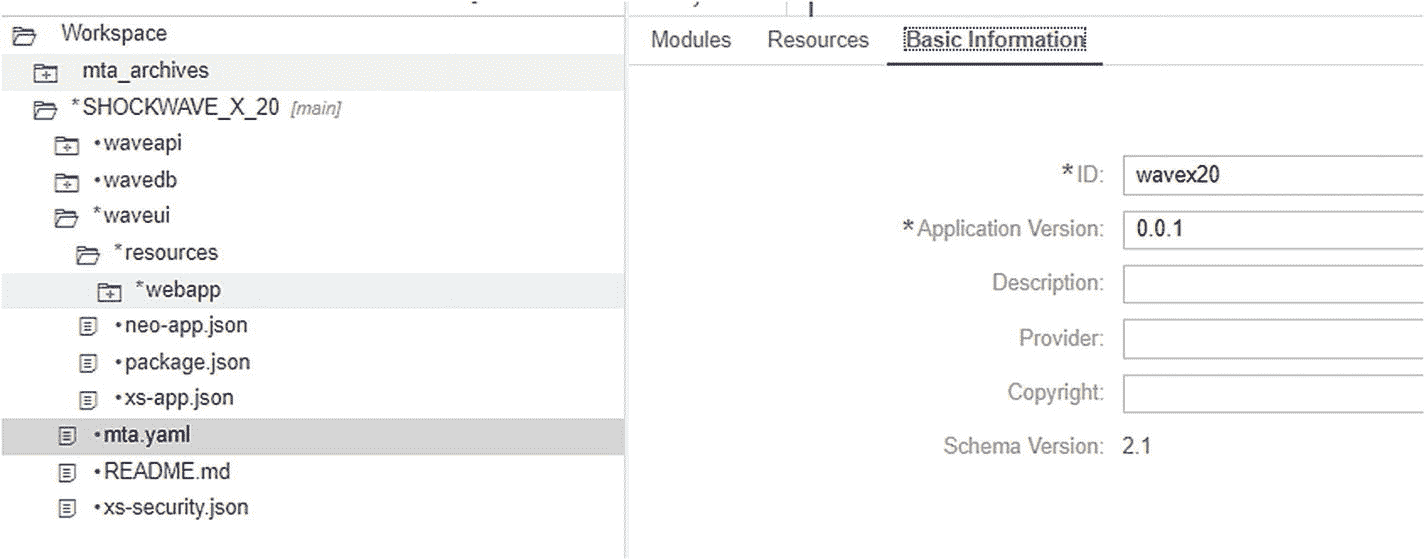 Workspace
mta_archives
*SHOCKWAVE_X_20 [main]
•waveapi
•wavedb
*waveui
*resources
*webapp
•neo-app.json
•package.json
•xs-app.json
•mta.yaml
•README.md
•xs-security.json
Modules Resources Basic Information
*ID: wavex20
*Application Version: 0.0.1
Description:
Provider:
Copyright:
Schema Version: 2.1